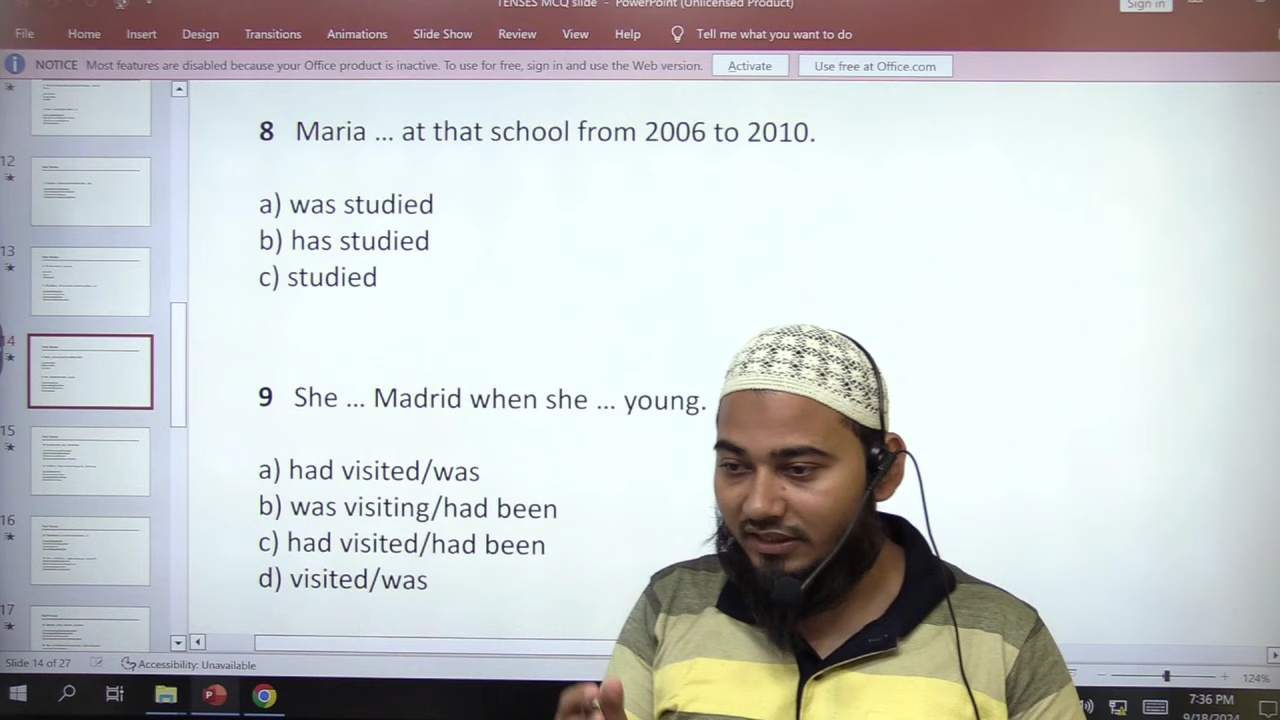 TENSES MCQ slide - PowerPoint (Unlicensed Product)
Sign in
File Home Insert Design Transitions Animations Slide Show Review View Help Tell me what you want to do
NOTICE Most features are disabled because your Office product is inactive. To use for free, sign in and use the Web version. Activate Use free at Office.com
8 Maria ... at that school from 2006 to 2010.
a) was studied
b) has studied
c) studied
9 She ... Madrid when she ... young.
a) had visited/was
b) was visiting/had been
c) had visited/had been
d) visited/was
12
13
14
15
16
17
Slide 14 of 27 Accessibility: Unavailable
124%
7:36 PM